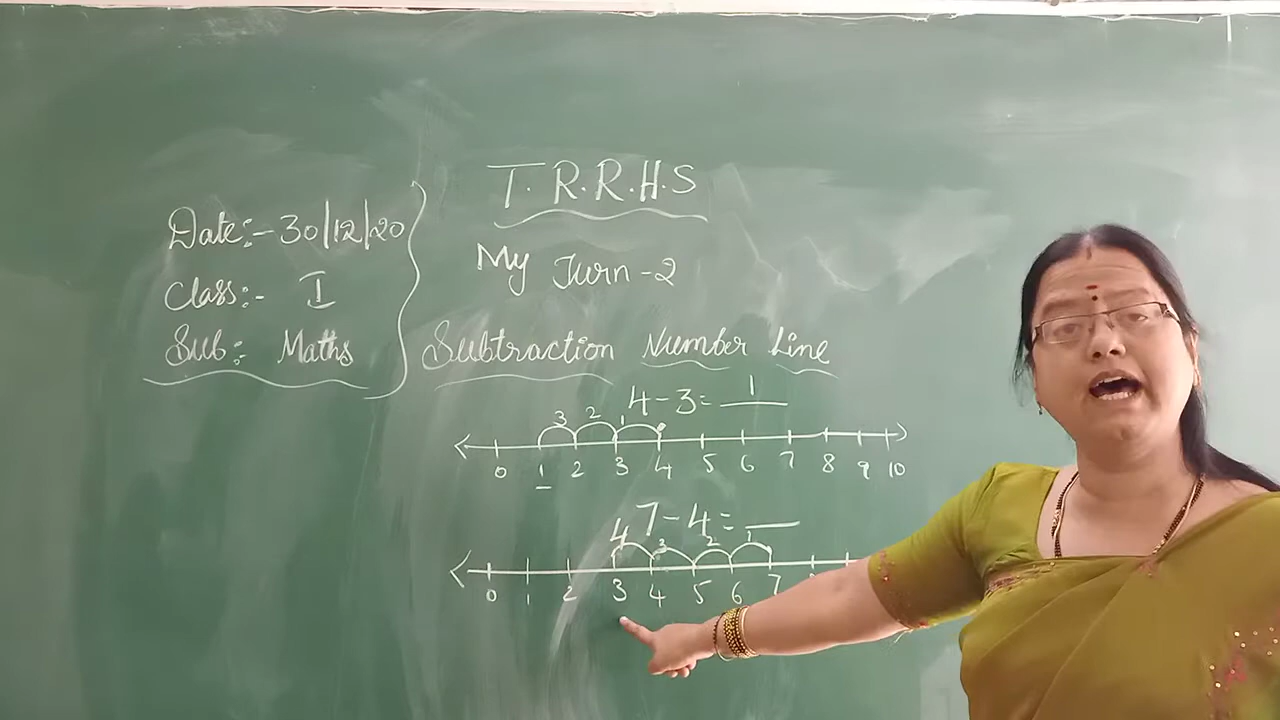 T.R.R.H.S
Date:- 30/12/20
Class:- I
Sub:- Maths
My Turn-2
Subtraction Number Line
4-3= 1
3 2 1
0 1 2 3 4 5 6 7 8 9 10
7-4=
4 3 2 1
0 1 2 3 4 5 6 7